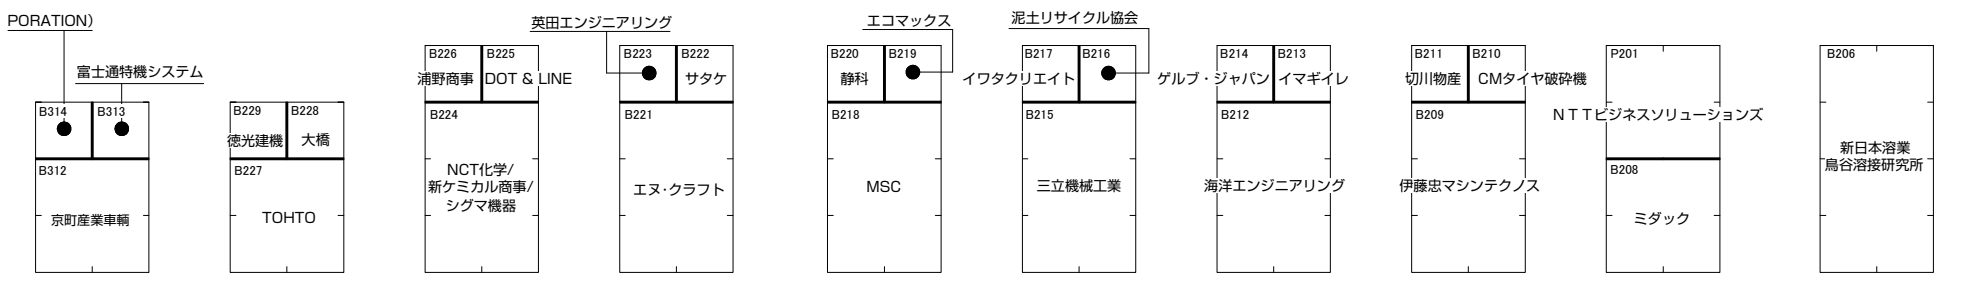 PORATION)
富士通特機システム
B314
B313
B312
京町産業車輌
B229
徳光建機
B228
大橋
B227
TOHTO
B226
浦野商事
B225
DOT & LINE
B224
NCT化学/
新ケミカル商事/
シグマ機器
英田エンジニアリング
B223
B222
サタケ
B221
エヌ・クラフト
エコマックス
B220
静科
B219
B218
MSC
泥土リサイクル協会
B217
イワタクリエイト
B216
B215
三立機械工業
B214
ゲルブ・ジャパン
B213
イマギイレ
B212
海洋エンジニアリング
B211
切川物産
B210
CMタイヤ破砕機
B209
伊藤忠マシンテクノス
P201
NTTビジネスソリューションズ
B208
ミダック
B206
新日本溶業
鳥谷溶接研究所